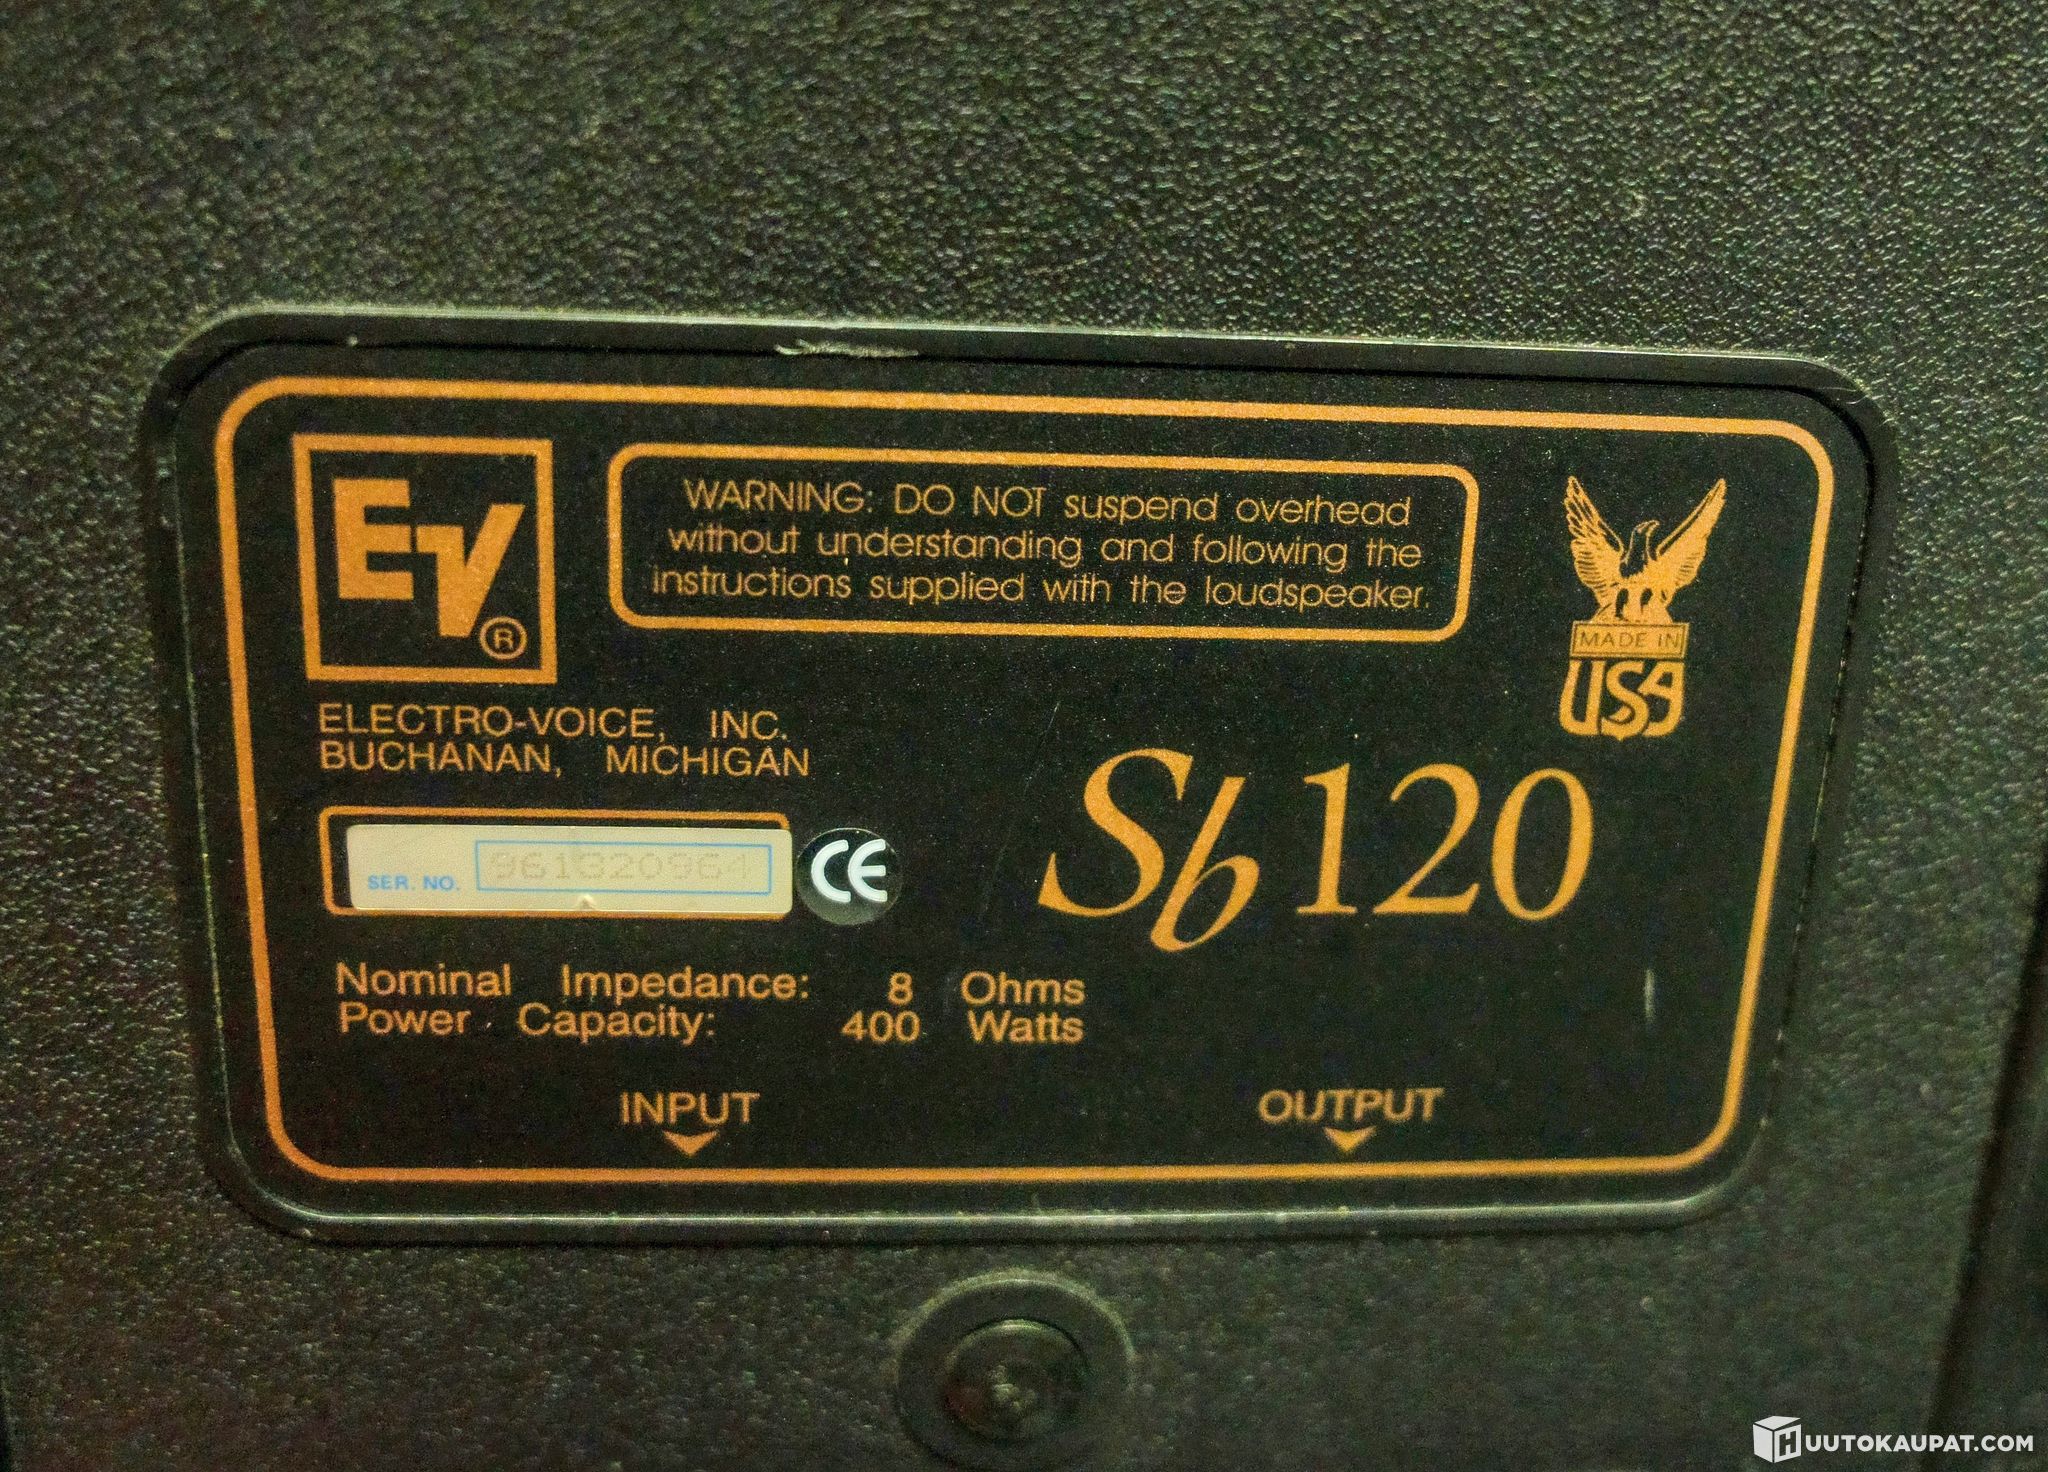 EV®
WARNING: DO NOT suspend overhead
without understanding and following the
instructions supplied with the loudspeaker.
MADE IN
USA
ELECTRO-VOICE, INC.
BUCHANAN, MICHIGAN
SER. NO. 961320964
CE
Sb120
Nominal Impedance: 8 Ohms
Power Capacity: 400 Watts
INPUT
OUTPUT
HUUTOKAUPAT.COM